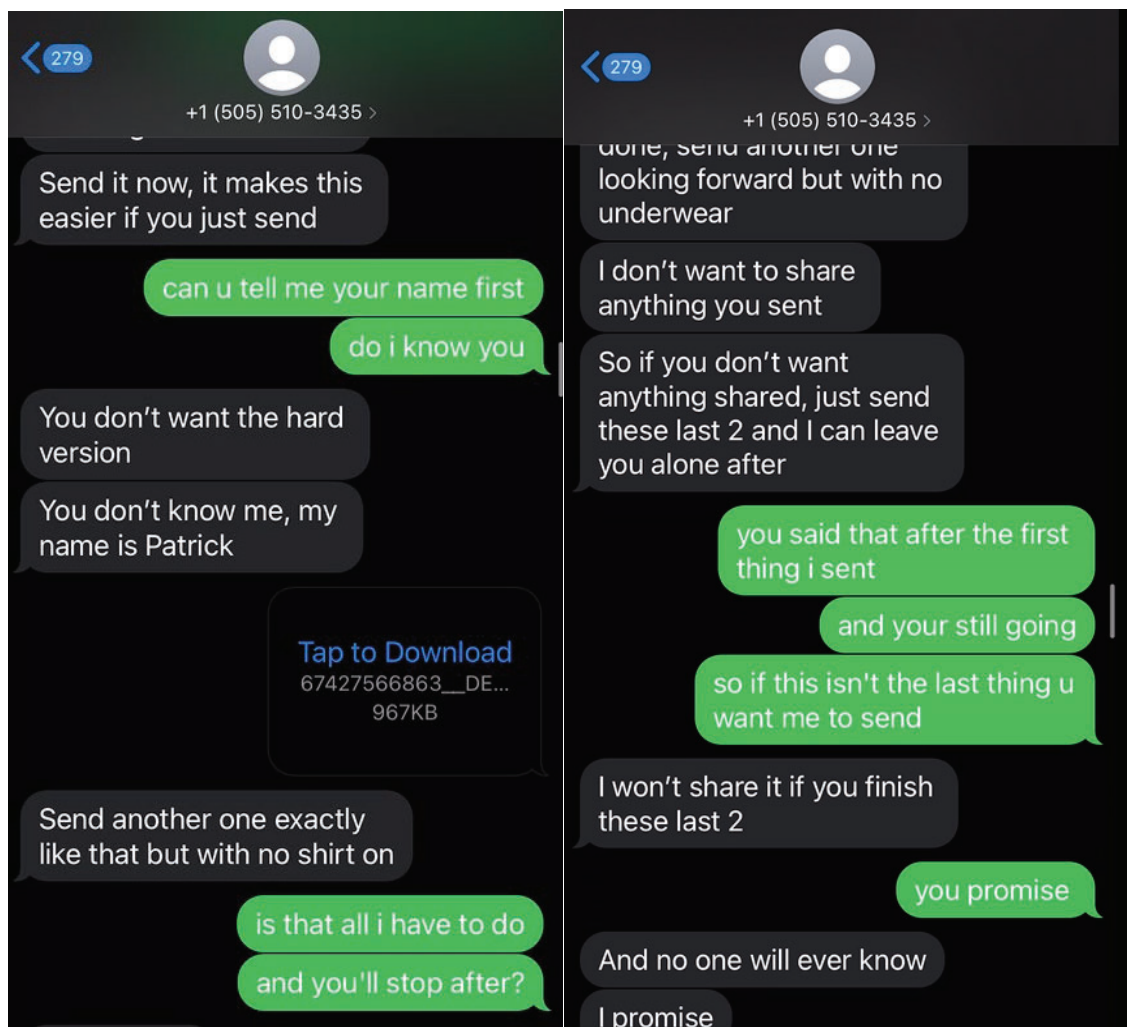 279
+1 (505) 510-3435
Send it now, it makes this
easier if you just send
can u tell me your name first
do i know you
You don't want the hard
version
You don't know me, my
name is Patrick
Tap to Download
67427566863__DE...
967KB
Send another one exactly
like that but with no shirt on
is that all i have to do
and you'll stop after?
279
+1 (505) 510-3435
done, send another one
looking forward but with no
underwear
I don't want to share
anything you sent
So if you don't want
anything shared, just send
these last 2 and I can leave
you alone after
you said that after the first
thing i sent
and your still going
so if this isn't the last thing u
want me to send
I won't share it if you finish
these last 2
you promise
And no one will ever know
I promise